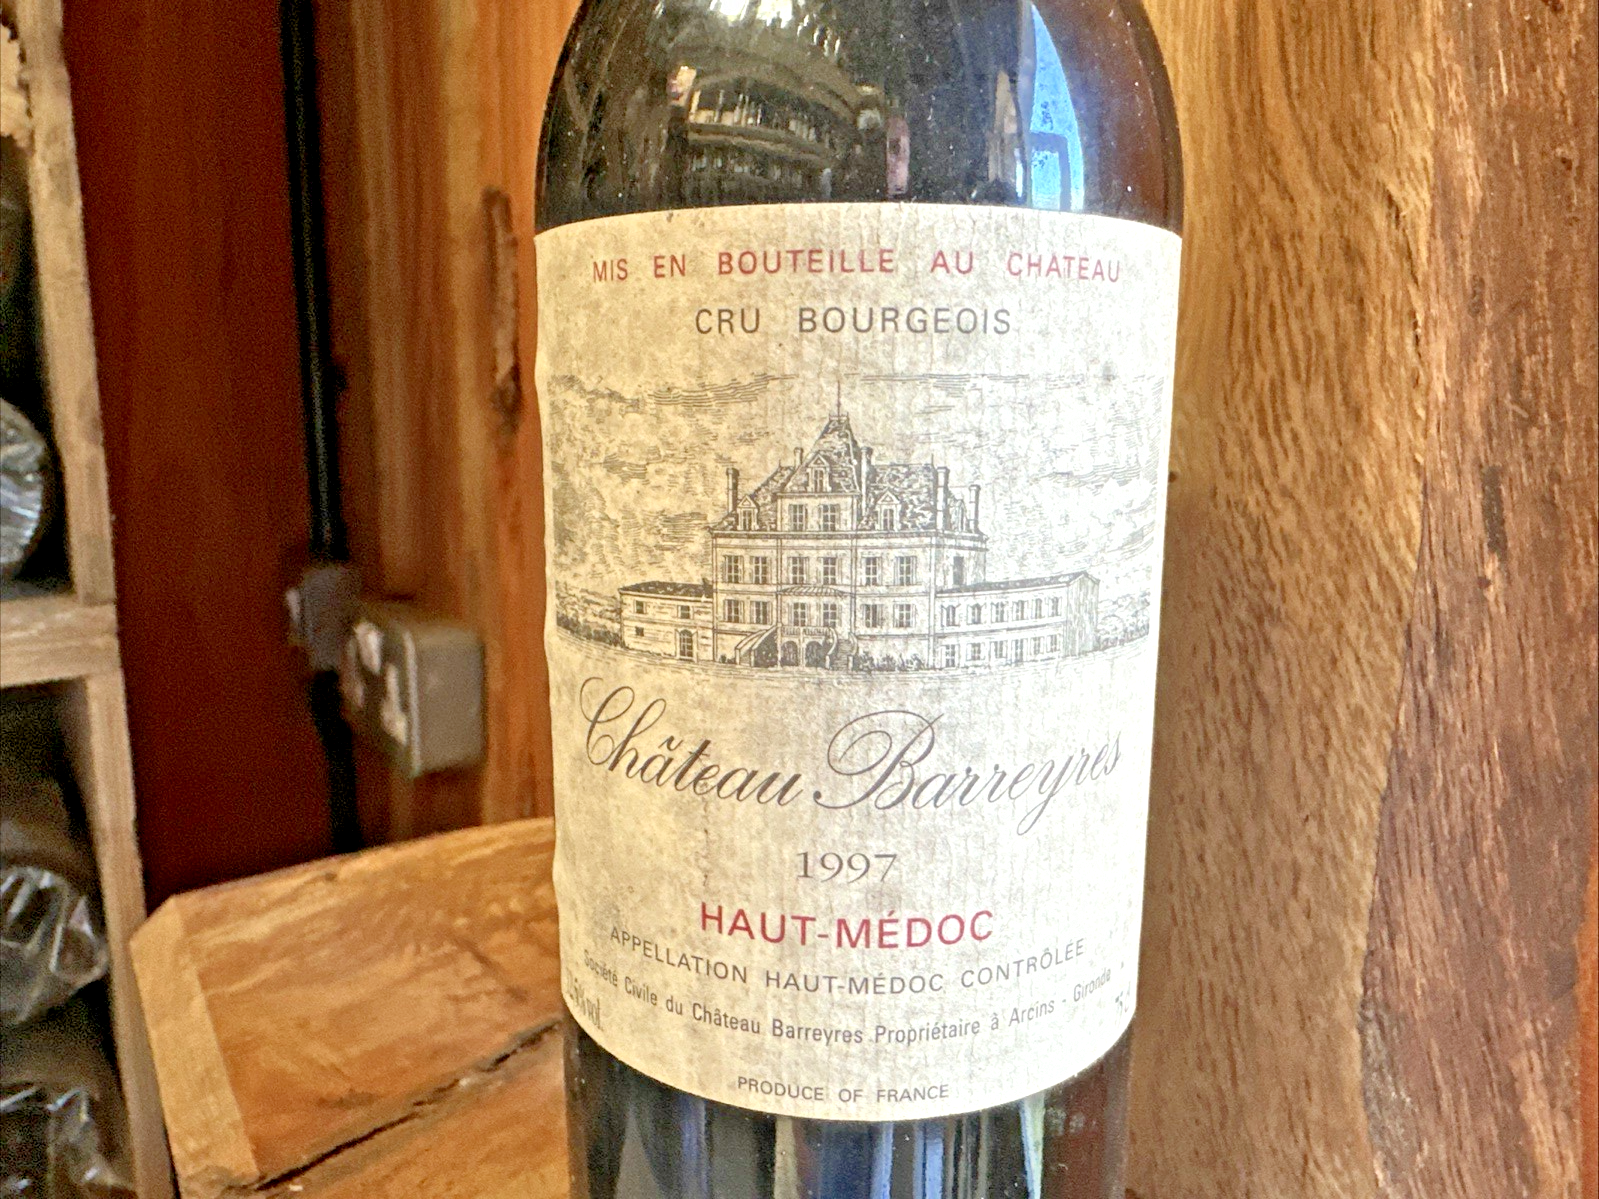 MIS EN BOUTEILLE AU CHATEAU
CRU BOURGEOIS
Château Barreyres
1997
HAUT-MÉDOC
APPELLATION HAUT-MÉDOC CONTRÔLÉE
Société Civile du Château Barreyres Propriétaire à Arcins - Gironde
PRODUCE OF FRANCE